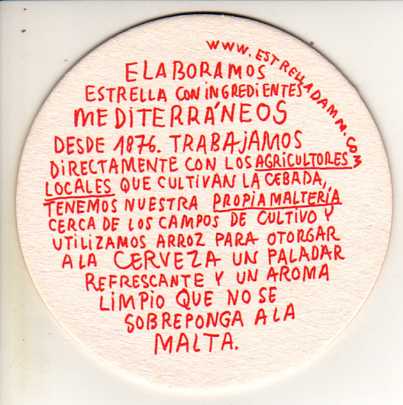 WWW.ESTRELLADAMM.COM
ELABORAMOS
ESTRELLA CON INGREDIENTES
MEDITERRÁNEOS
DESDE 1876. TRABAJAMOS
DIRECTAMENTE CON LOS AGRICULTORES
LOCALES QUE CULTIVAN LA CEBADA,
TENEMOS NUESTRA PROPIA MALTERÍA
CERCA DE LOS CAMPOS DE CULTIVO Y
UTILIZAMOS ARROZ PARA OTORGAR
A LA CERVEZA UN PALADAR
REFRESCANTE Y UN AROMA
LIMPIO QUE NO SE
SOBREPONGA A LA
MALTA.